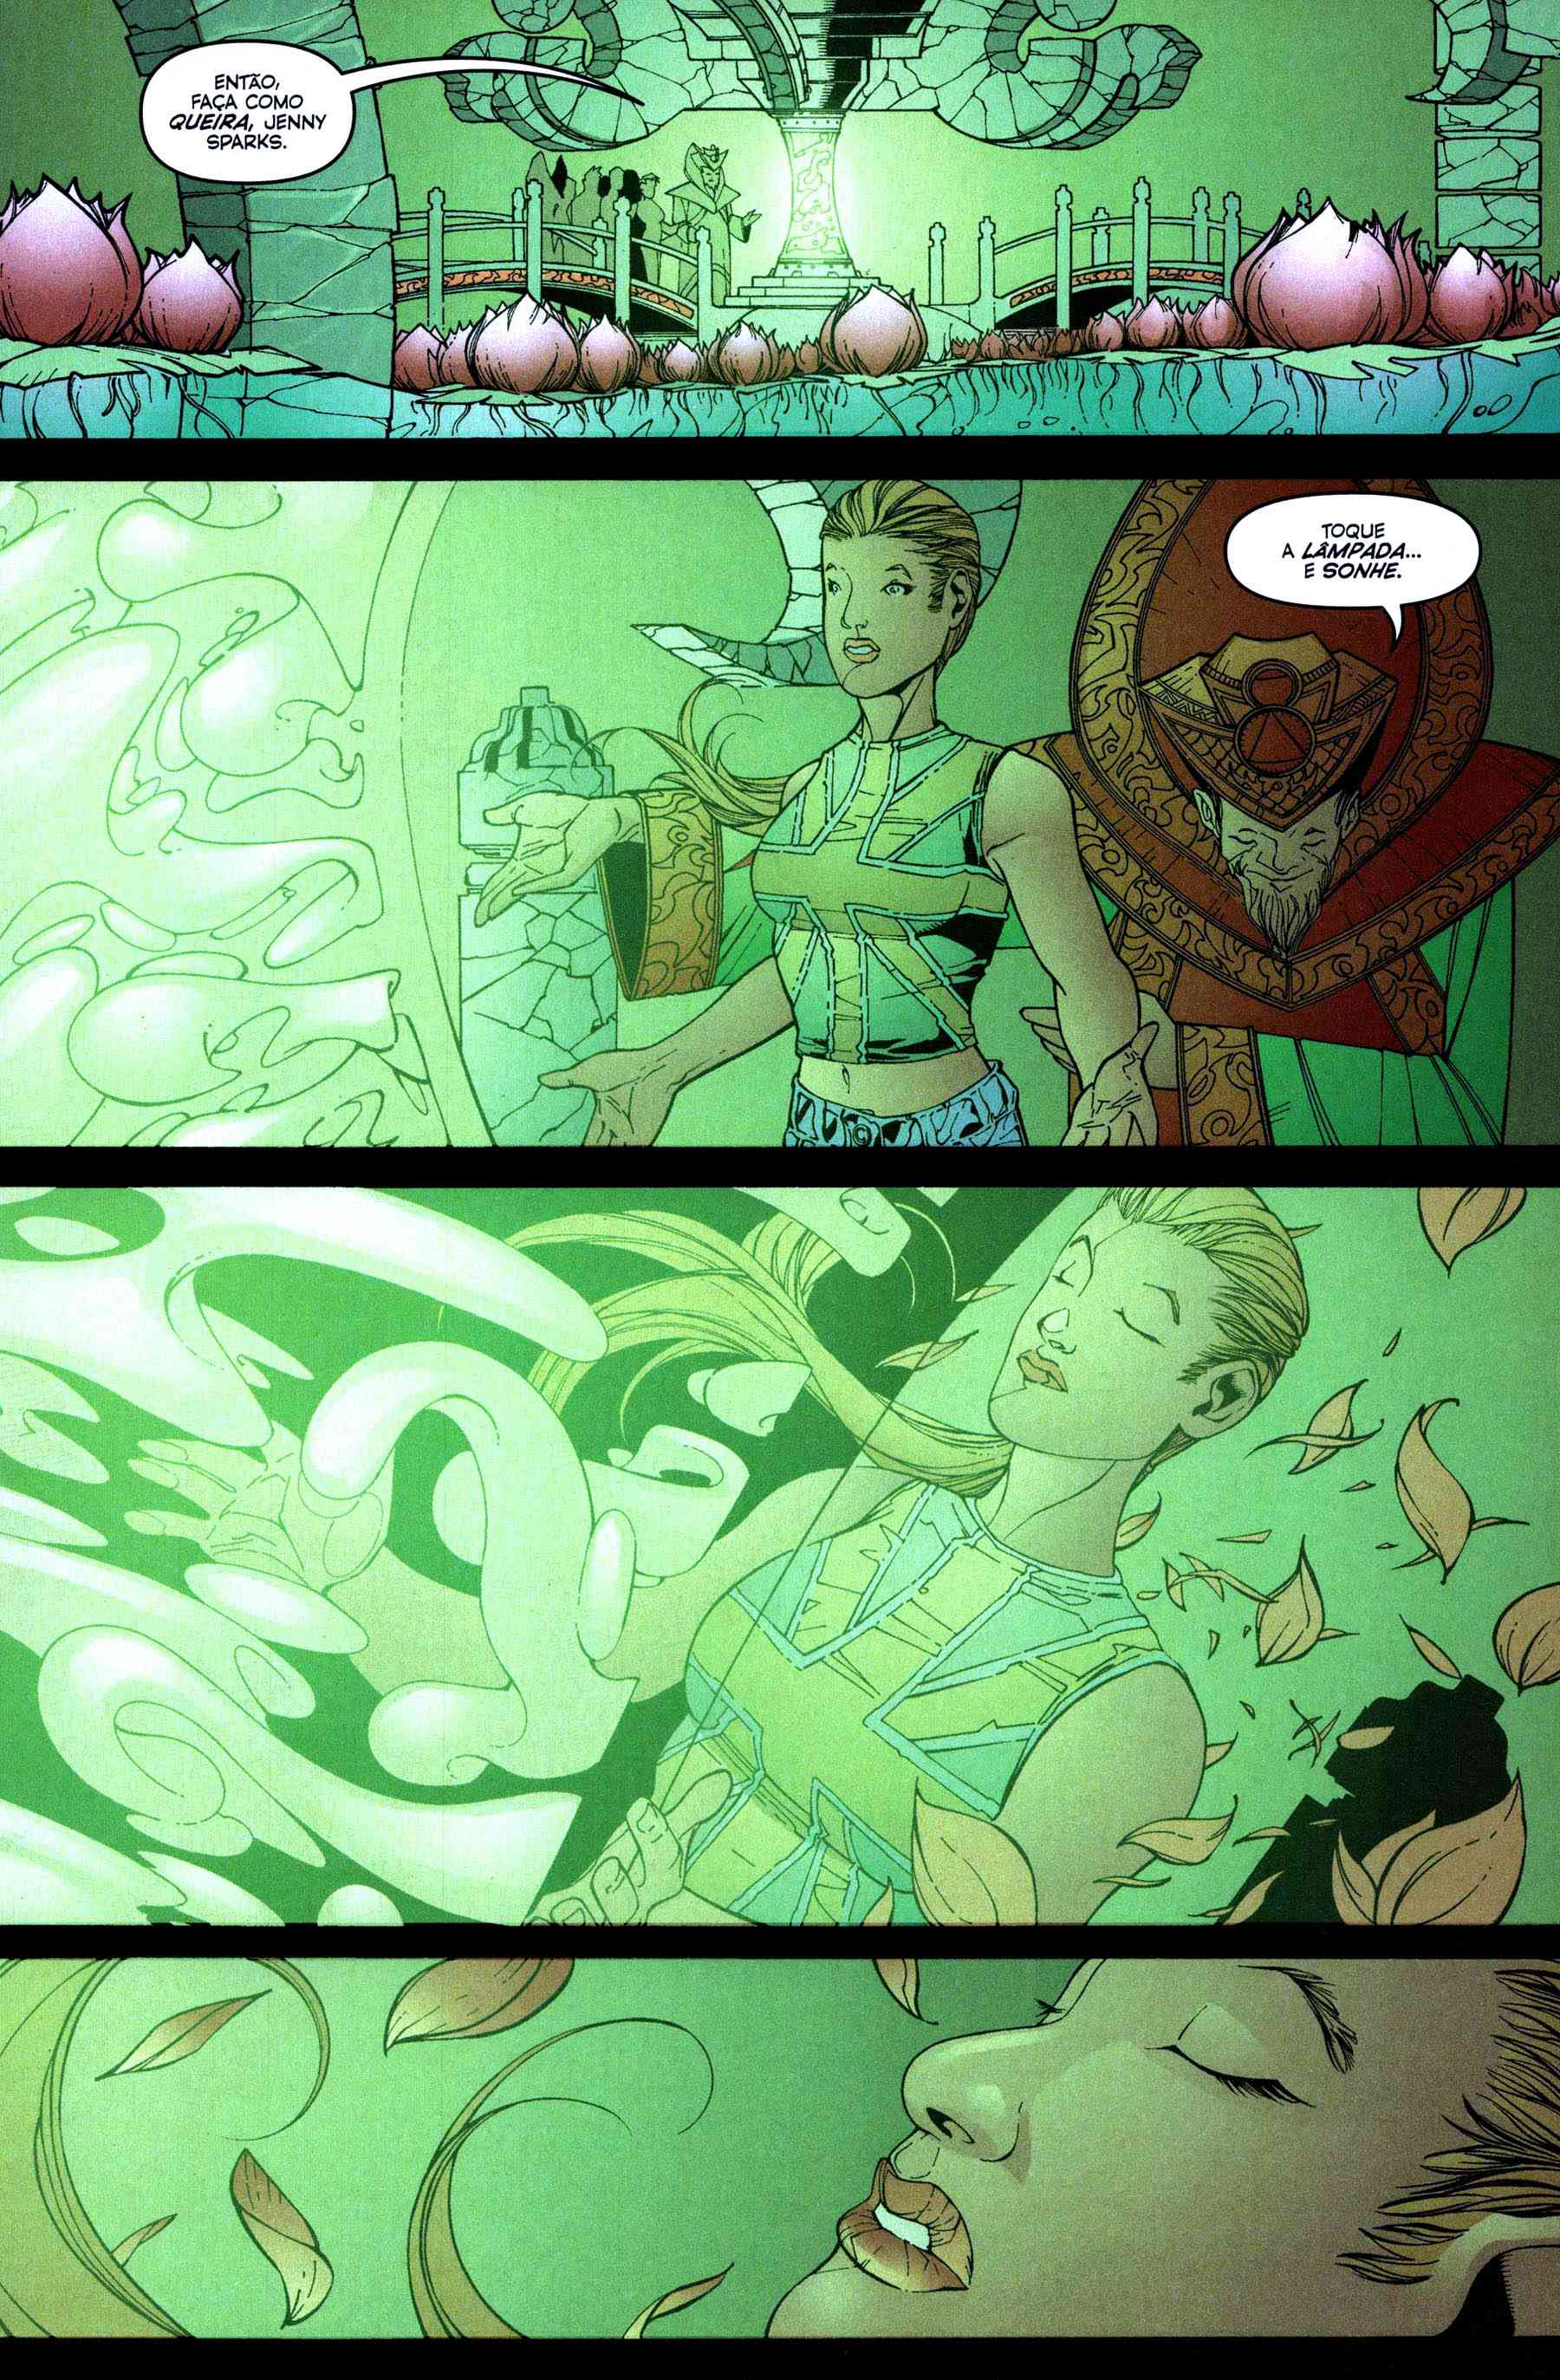 ENTÃO,
FAÇA COMO
QUEIRA, JENNY
SPARKS.
TOQUE
A LÂMPADA...
E SONHE.